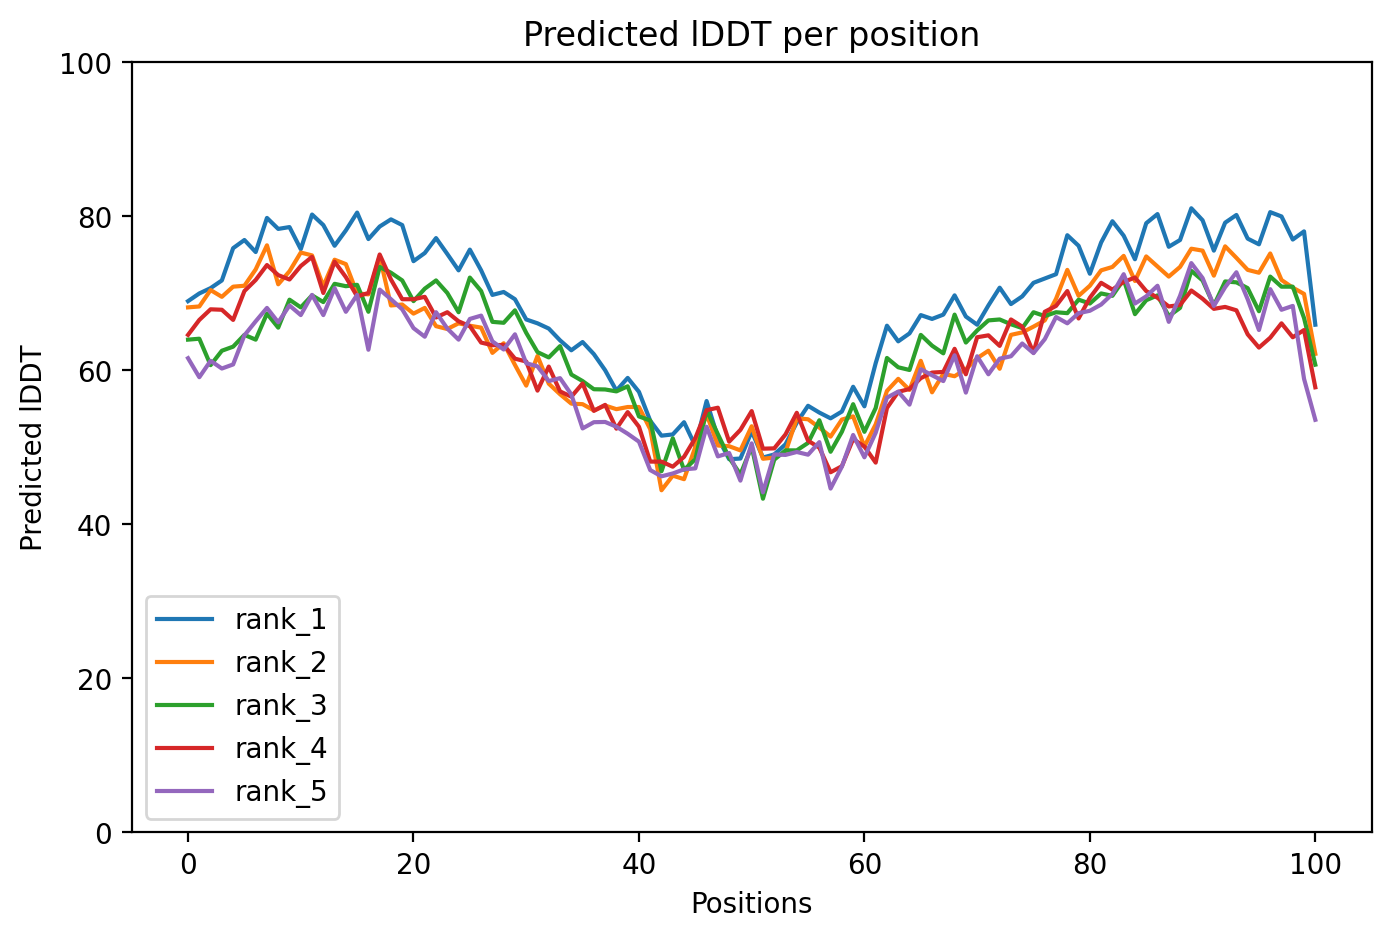 Predicted lDDT per position
100
80
60
40
20
0
Predicted lDDT
rank_1
rank_2
rank_3
rank_4
rank_5
0 20 40 60 80 100
Positions